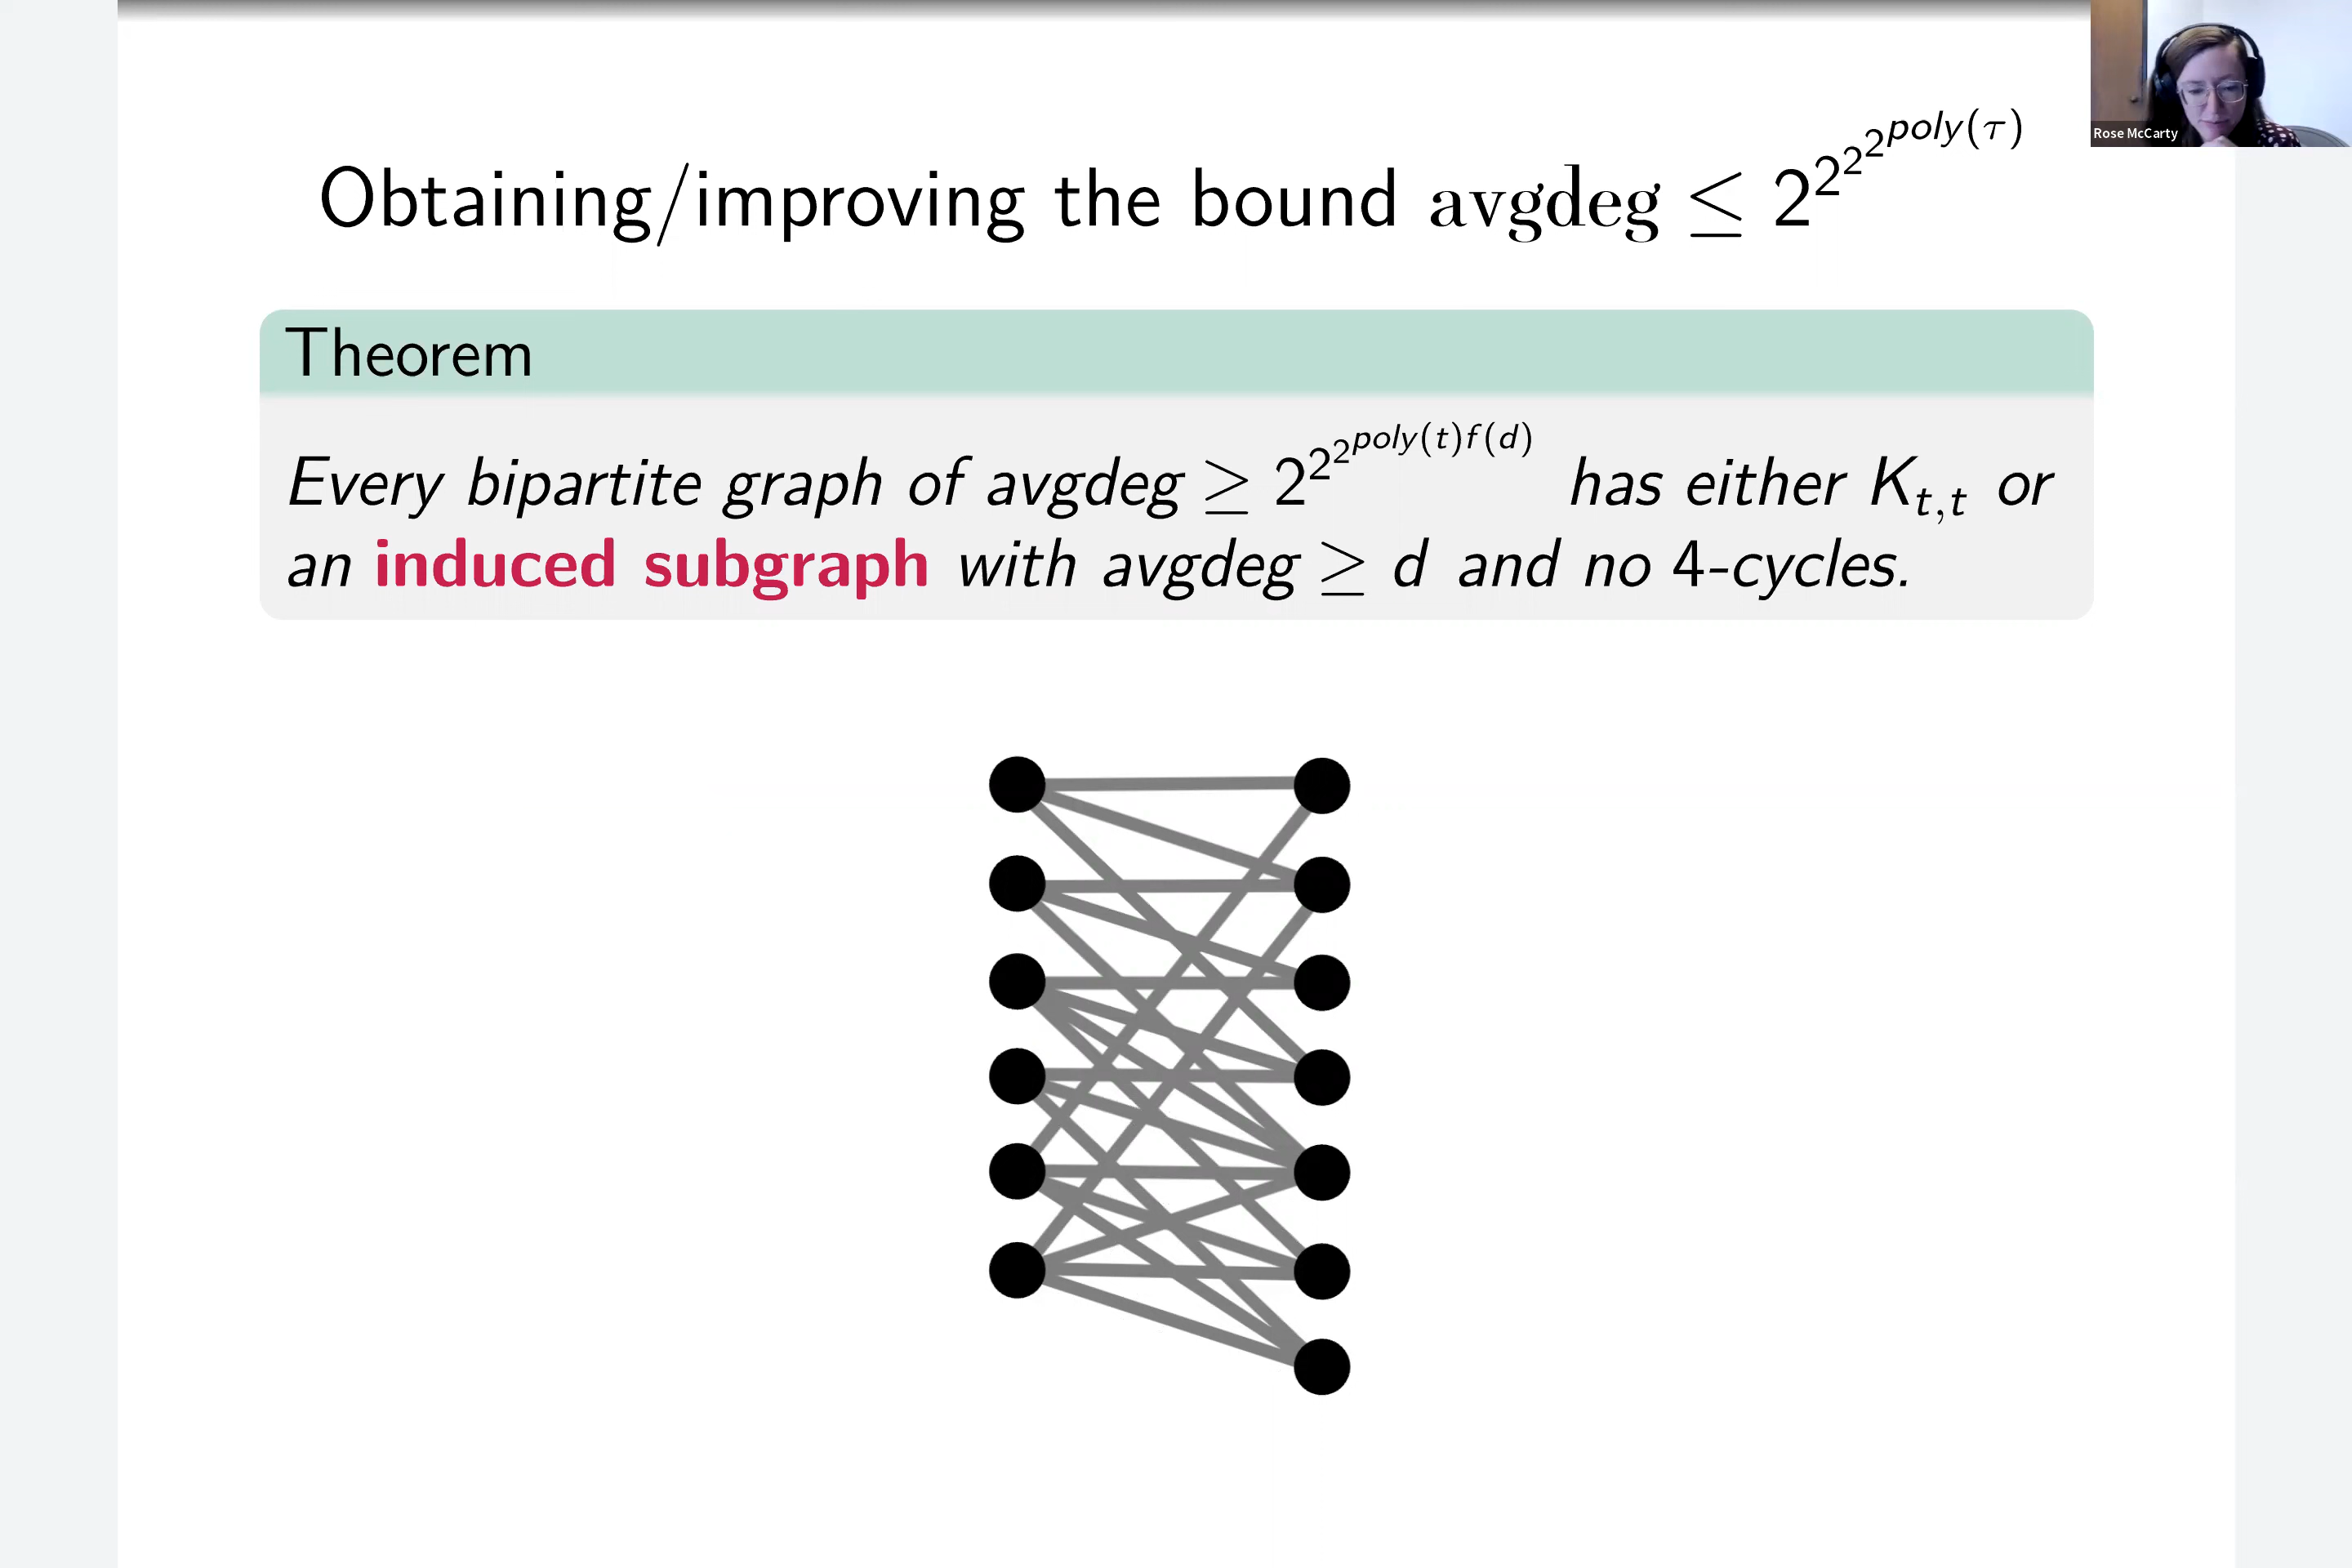 Obtaining/improving the bound avgdeg ≤ 2^{2^{2^{2^{poly(τ)}}}}
Rose McCarty
Theorem
Every bipartite graph of avgdeg ≥ 2^{2^{2^{poly(t)f(d)}}} has either K_{t,t} or
an induced subgraph with avgdeg ≥ d and no 4-cycles.